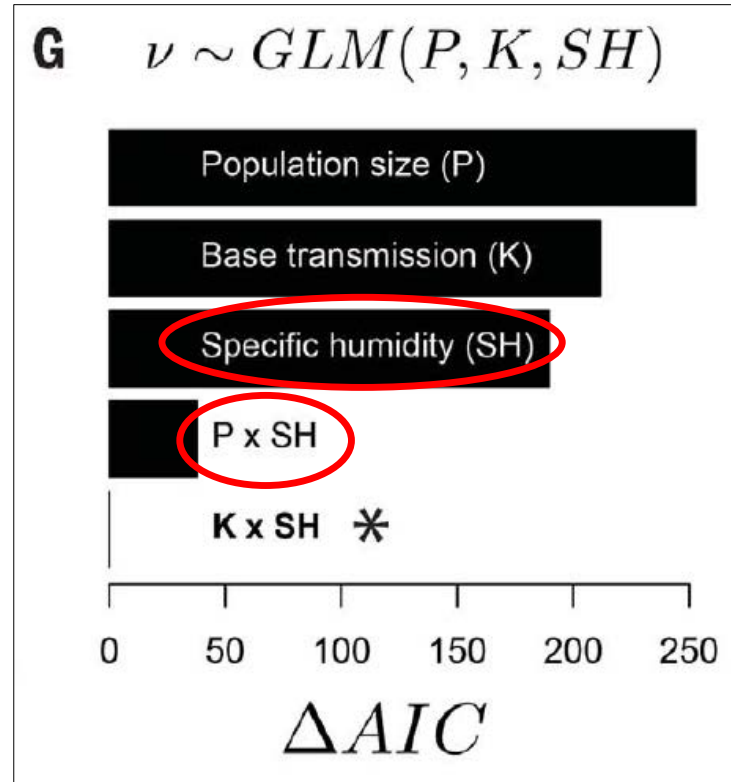 G ν ~ GLM(P, K, SH)
Population size (P)
Base transmission (K)
Specific humidity (SH)
P x SH
K x SH *
0 50 100 150 200 250
ΔAIC